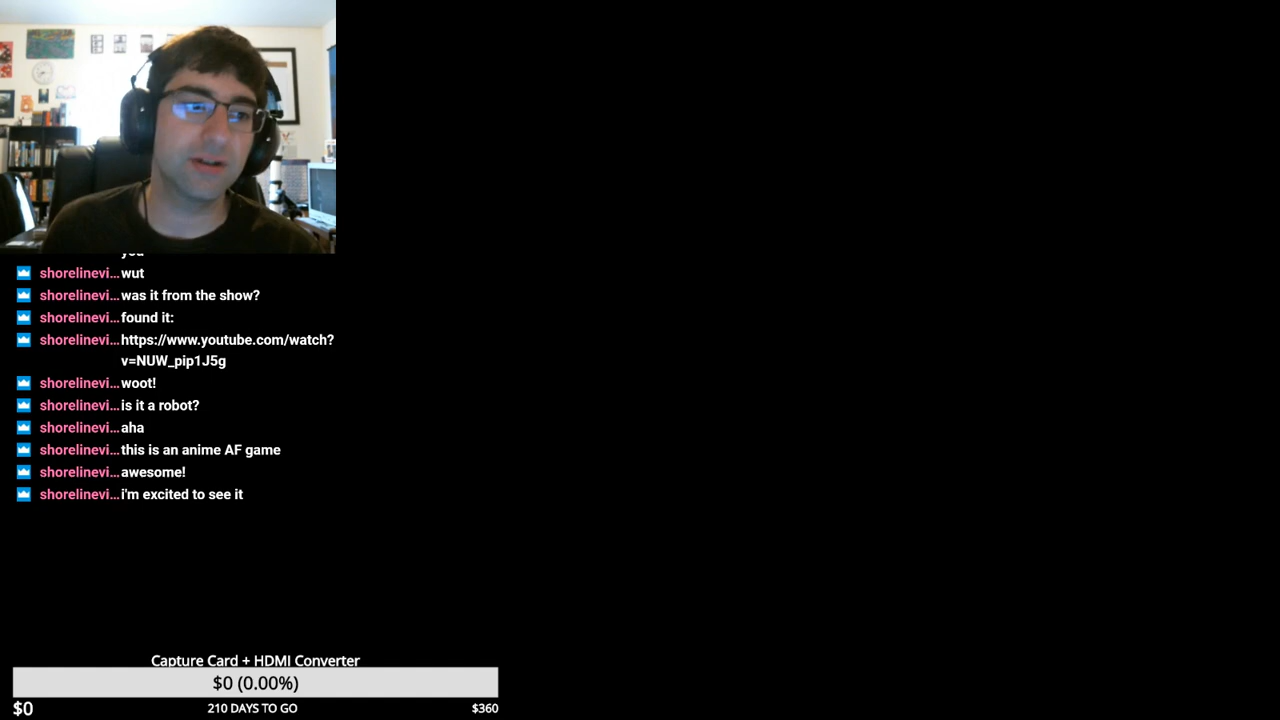 you
shorelinevi... wut
shorelinevi... was it from the show?
shorelinevi... found it:
shorelinevi... https://www.youtube.com/watch?
v=NUW_pip1J5g
shorelinevi... woot!
shorelinevi... is it a robot?
shorelinevi... aha
shorelinevi... this is an anime AF game
shorelinevi... awesome!
shorelinevi... i'm excited to see it
Capture Card + HDMI Converter
$0 (0.00%)
$0 210 DAYS TO GO $360